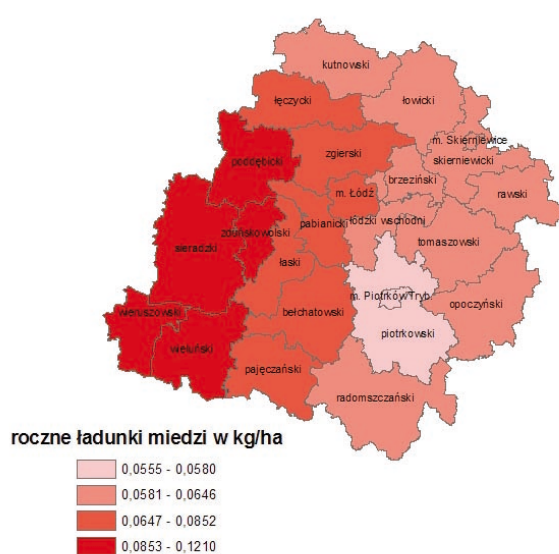 kutnowski
łęczycki
łowicki
m. Skierniewice
skierniewicki
poddębicki
zgierski
brzeziński
rawski
m. Łódź
zduńskowolski
pabianicki
łódzki wschodni
sieradzki
tomaszowski
łaski
m. Piotrków Tryb.
opoczyński
wieruszowski
bełchatowski
piotrkowski
wieluński
pajęczański
radomszczański
roczne ładunki miedzi w kg/ha
0,0555 - 0,0580
0,0581 - 0,0646
0,0647 - 0,0852
0,0853 - 0,1210